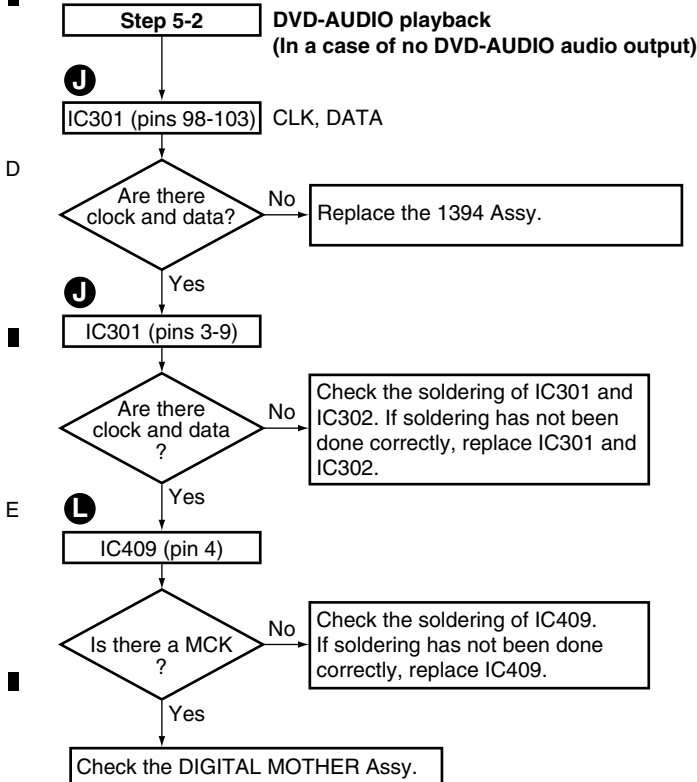 Step 5-2
DVD-AUDIO playback
(In a case of no DVD-AUDIO audio output)
J
IC301 (pins 98-103)
CLK, DATA
D
Are there
clock and data?
No
Replace the 1394 Assy.
Yes
J
IC301 (pins 3-9)
Are there
clock and data
?
No
Check the soldering of IC301 and
IC302. If soldering has not been
done correctly, replace IC301 and
IC302.
Yes
E
L
IC409 (pin 4)
Is there a MCK
?
No
Check the soldering of IC409.
If soldering has not been done
correctly, replace IC409.
Yes
Check the DIGITAL MOTHER Assy.